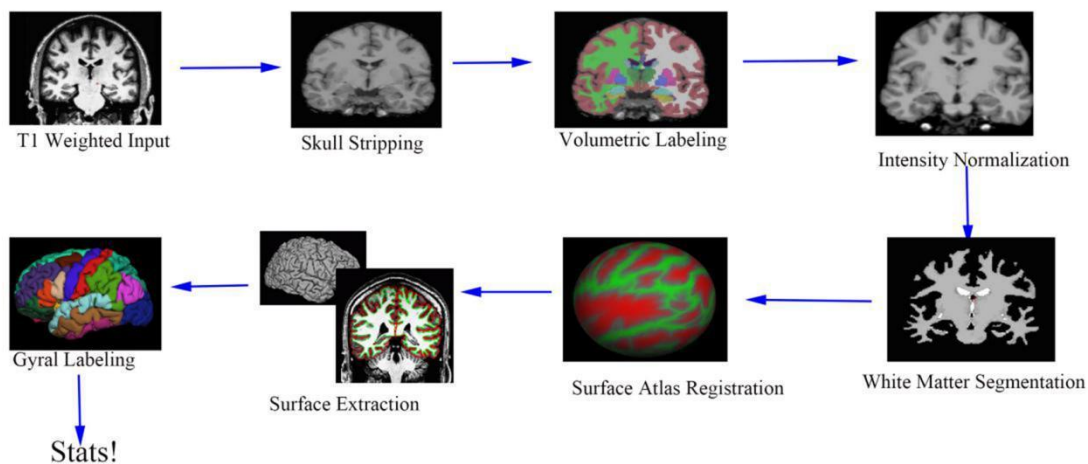 T1 Weighted Input
Skull Stripping
Volumetric Labeling
Intensity Normalization
White Matter Segmentation
Surface Atlas Registration
Surface Extraction
Gyral Labeling
Stats!